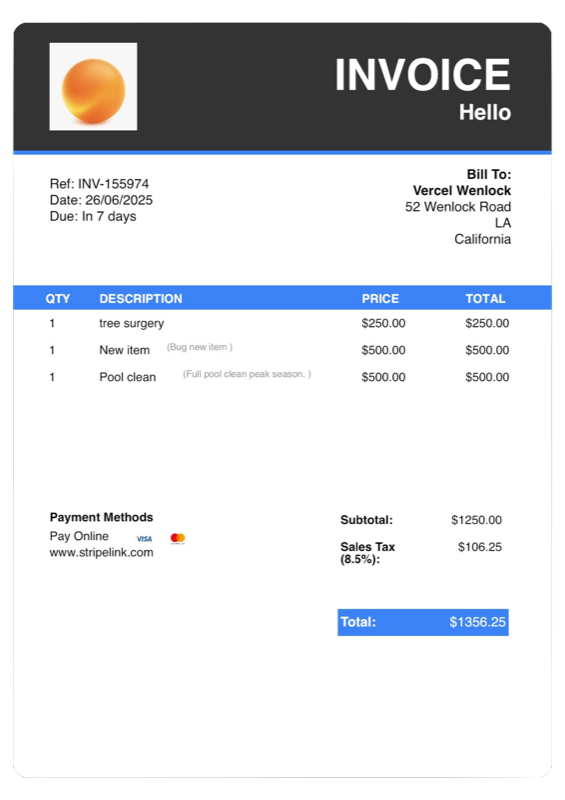 INVOICE
Hello
Ref: INV-155974
Date: 26/06/2025
Due: In 7 days
Bill To:
Vercel Wenlock
52 Wenlock Road
LA
California
QTY DESCRIPTION PRICE TOTAL
1 tree surgery $250.00 $250.00
1 New item (Bug new item ) $500.00 $500.00
1 Pool clean (Full pool clean peak season. ) $500.00 $500.00
Payment Methods
Pay Online VISA
www.stripelink.com
Subtotal: $1250.00
Sales Tax $106.25
(8.5%):
Total: $1356.25